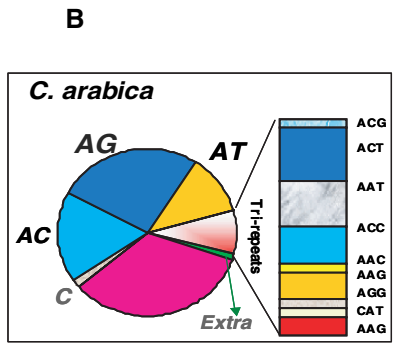 B
C. arabica
AG
AT
AC
C
Extra
Tri-repeats
ACG
ACT
AAT
ACC
AAC
AAG
AGG
CAT
AAG